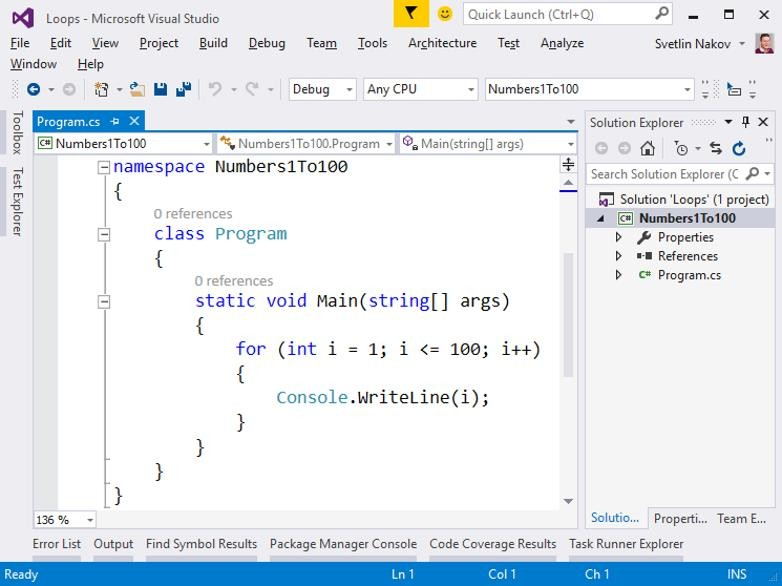 Loops - Microsoft Visual Studio
Quick Launch (Ctrl+Q)
File Edit View Project Build Debug Team Tools Architecture Test Analyze Svetlin Nakov
Window Help
Debug Any CPU Numbers1To100
Toolbox
Test Explorer
Program.cs
C# Numbers1To100 Numbers1To100.Program Main(string[] args)
namespace Numbers1To100
{
0 references
class Program
{
0 references
static void Main(string[] args)
{
for (int i = 1; i <= 100; i++)
{
Console.WriteLine(i);
}
}
}
}
136 %
Solution Explorer
Search Solution Explorer (C
Solution 'Loops' (1 project)
C# Numbers1To100
Properties
References
C# Program.cs
Solutio... Properti... Team E...
Error List Output Find Symbol Results Package Manager Console Code Coverage Results Task Runner Explorer
Ready Ln 1 Col 1 Ch 1 INS